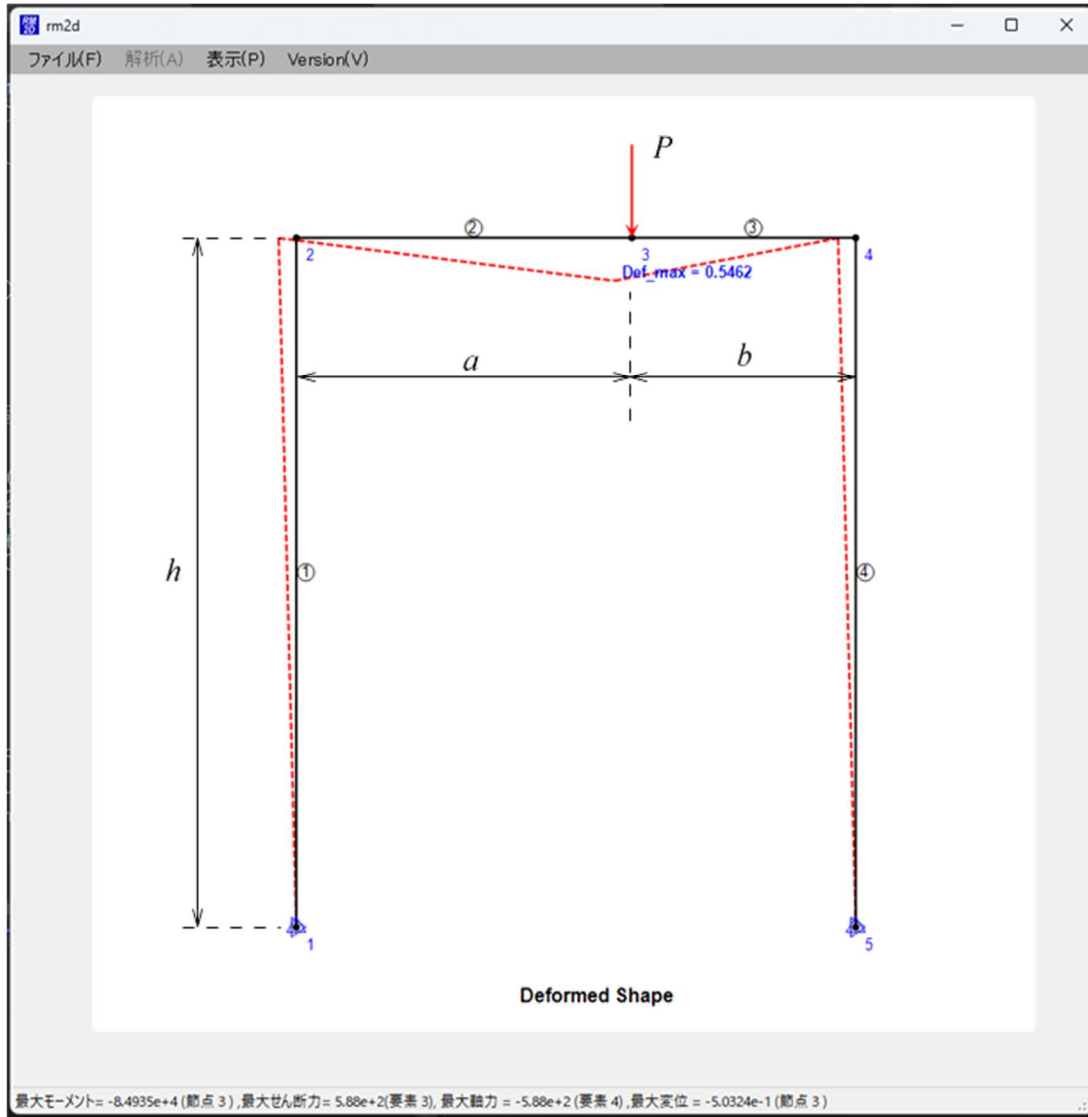 rm2d
ファイル(F) 解析(A) 表示(P) Version(V)
P
②
③
2
3
4
Def_max = 0.5462
a
b
h
①
④
1
5
Deformed Shape
最大モーメント= -8.4935e+4 (節点 3 ) ,最大せん断力= 5.88e+2(要素 3), 最大軸力 = -5.88e+2 (要素 4) ,最大変位 = -5.0324e-1 (節点 3 )